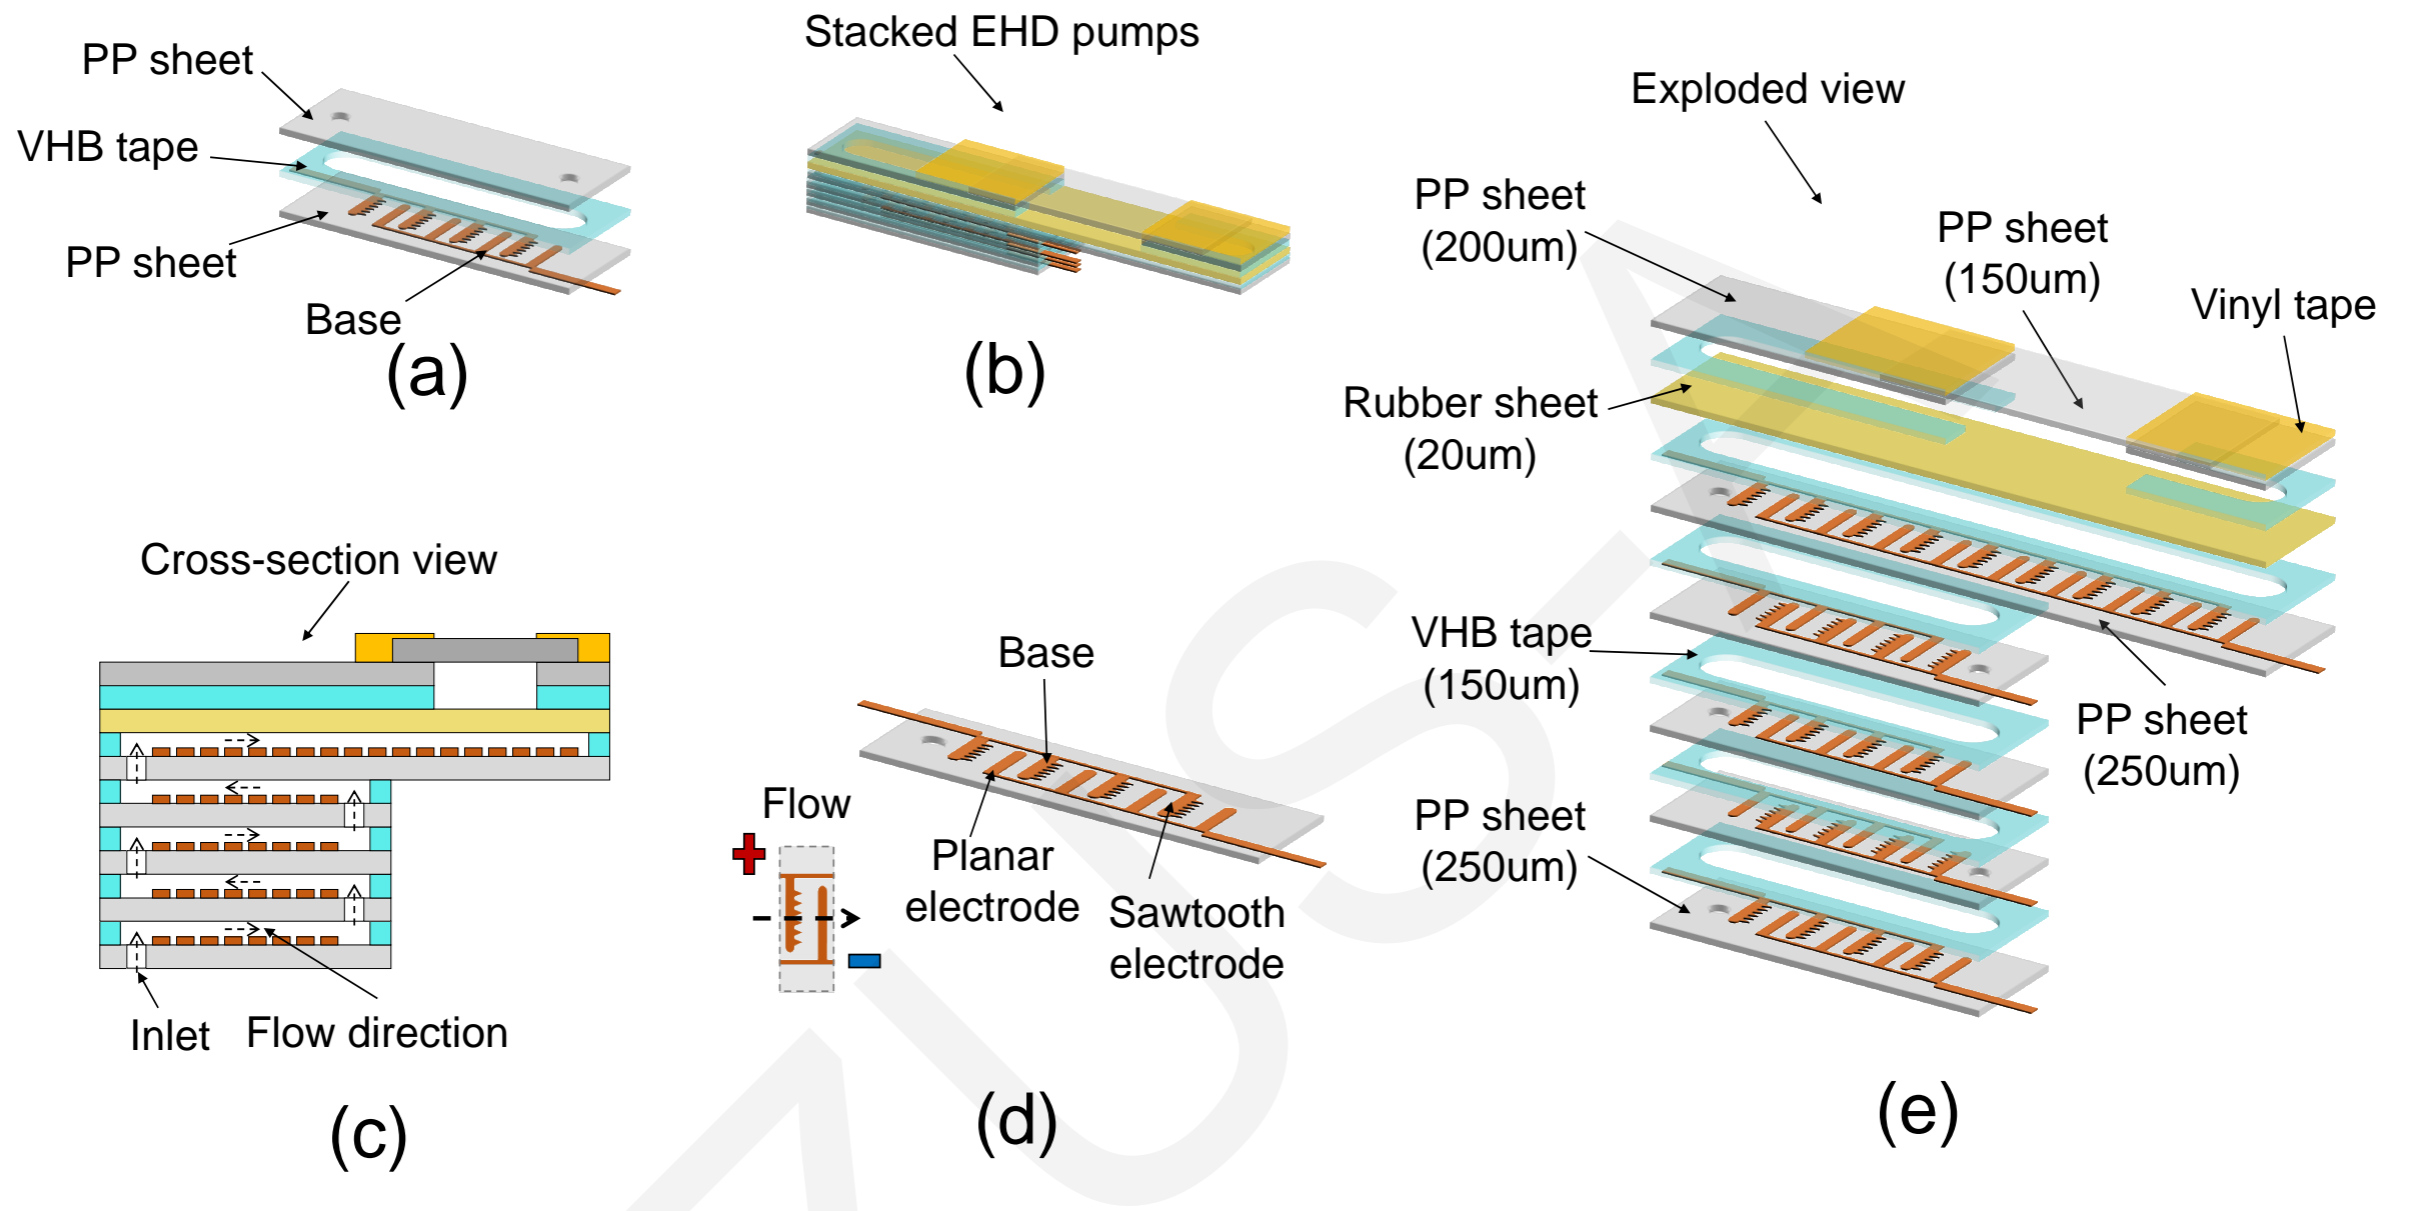 PP sheet
VHB tape
PP sheet
Base
(a)
Stacked EHD pumps
(b)
Cross-section view
Inlet
Flow direction
(c)
Base
Flow
Planar
electrode
Sawtooth
electrode
(d)
Exploded view
PP sheet
(200um)
PP sheet
(150um)
Vinyl tape
Rubber sheet
(20um)
VHB tape
(150um)
PP sheet
(250um)
PP sheet
(250um)
(e)